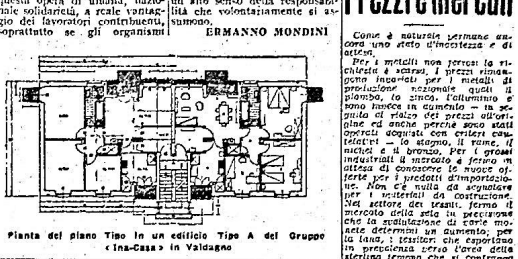 questa opera di umana, nazio-
nale solidarietà, a reale vantag-
gio dei lavoratori contribuenti,
soprattutto se gli organismi
un alto senso della responsabi-
lità che volontariamente si as-
sumono.
ERMANNO MONDINI
Pianta del piano Tipo in un edificio Tipo A del Gruppo
« Ina-Casa » in Valdagno
Prezzi e mercati
Come è naturale permane an-
cora uno stato d'incertezza e di
attesa.
Per i metalli non ferrosi la ri-
chiesta è scarsa, i prezzi riman-
gono invariati per i metalli di
produzione nazionale quali il
piombo, lo zinco, l'alluminio e
sono invece in aumento — in se-
guito al rialzo dei prezzi all'ori-
gine ed anche perchè sono stati
operati acquisti con criteri cau-
telativi — lo stagno, il rame, il
nichel e il bronzo. Per i grossi
industriali il mercato è fermo in
attesa di conoscere le nuove of-
ferte per i prodotti d'importazio-
ne. Non c'è nulla da segnalare
per i materiali da costruzione.
Nel settore dei tessili, fermo il
mercato della seta in previsione
che la svalutazione di certe mo-
nete determini un aumento; per
la lana, i tessitori che esportano
in prevalenza verso l'area della
sterlina temono che si contragga